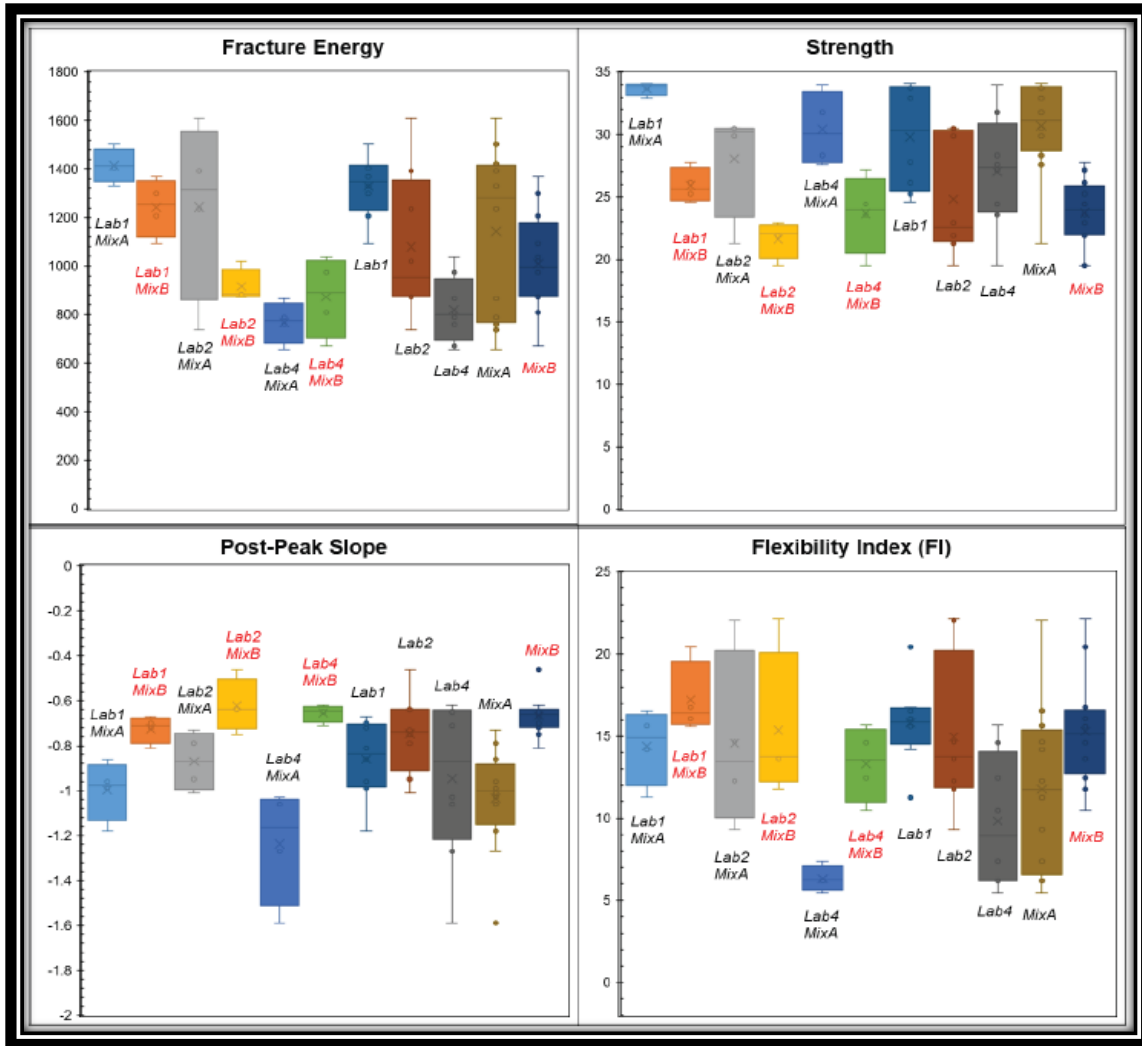 Fracture Energy
1800
1600
1400
1200
1000
800
600
400
200
0
Lab1
MixA
Lab1
MixB
Lab2
MixA
Lab2
MixB
Lab4
MixA
Lab4
MixB
Lab1
Lab2
Lab4
MixA
MixB
Strength
35
30
25
20
15
10
5
0
Lab1
MixA
Lab1
MixB
Lab2
MixA
Lab2
MixB
Lab4
MixA
Lab4
MixB
Lab1
Lab2
Lab4
MixA
MixB
Post-Peak Slope
0
-0.2
-0.4
-0.6
-0.8
-1
-1.2
-1.4
-1.6
-1.8
-2
Lab1
MixA
Lab1
MixB
Lab2
MixA
Lab2
MixB
Lab4
MixA
Lab4
MixB
Lab1
Lab2
Lab4
MixA
MixB
Flexibility Index (FI)
25
20
15
10
5
0
Lab1
MixA
Lab1
MixB
Lab2
MixA
Lab2
MixB
Lab4
MixA
Lab4
MixB
Lab1
Lab2
Lab4
MixA
MixB